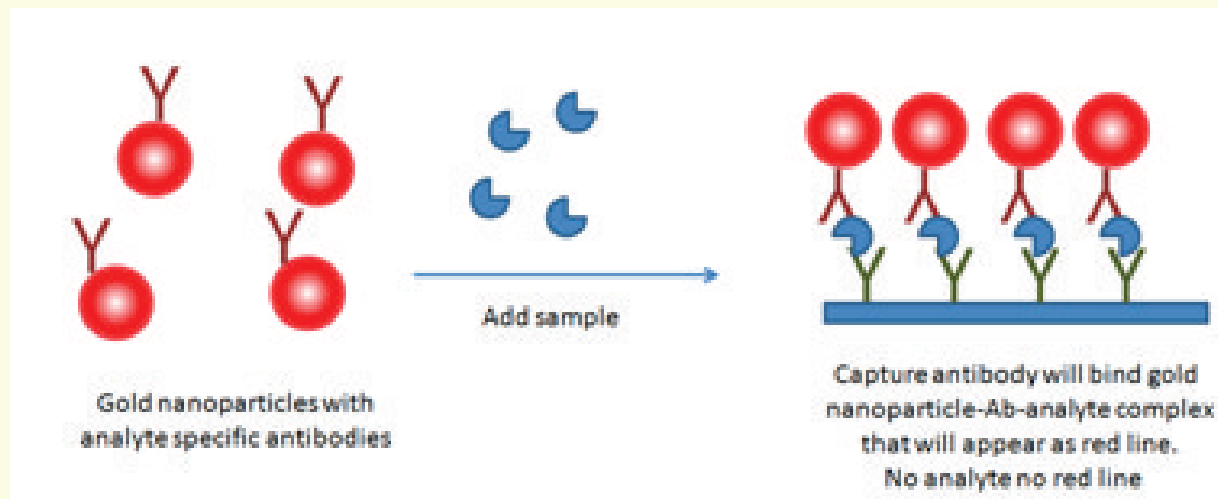 Add sample
Gold nanoparticles with
analyte specific antibodies
Capture antibody will bind gold
nanoparticle-Ab-analyte complex
that will appear as red line.
No analyte no red line